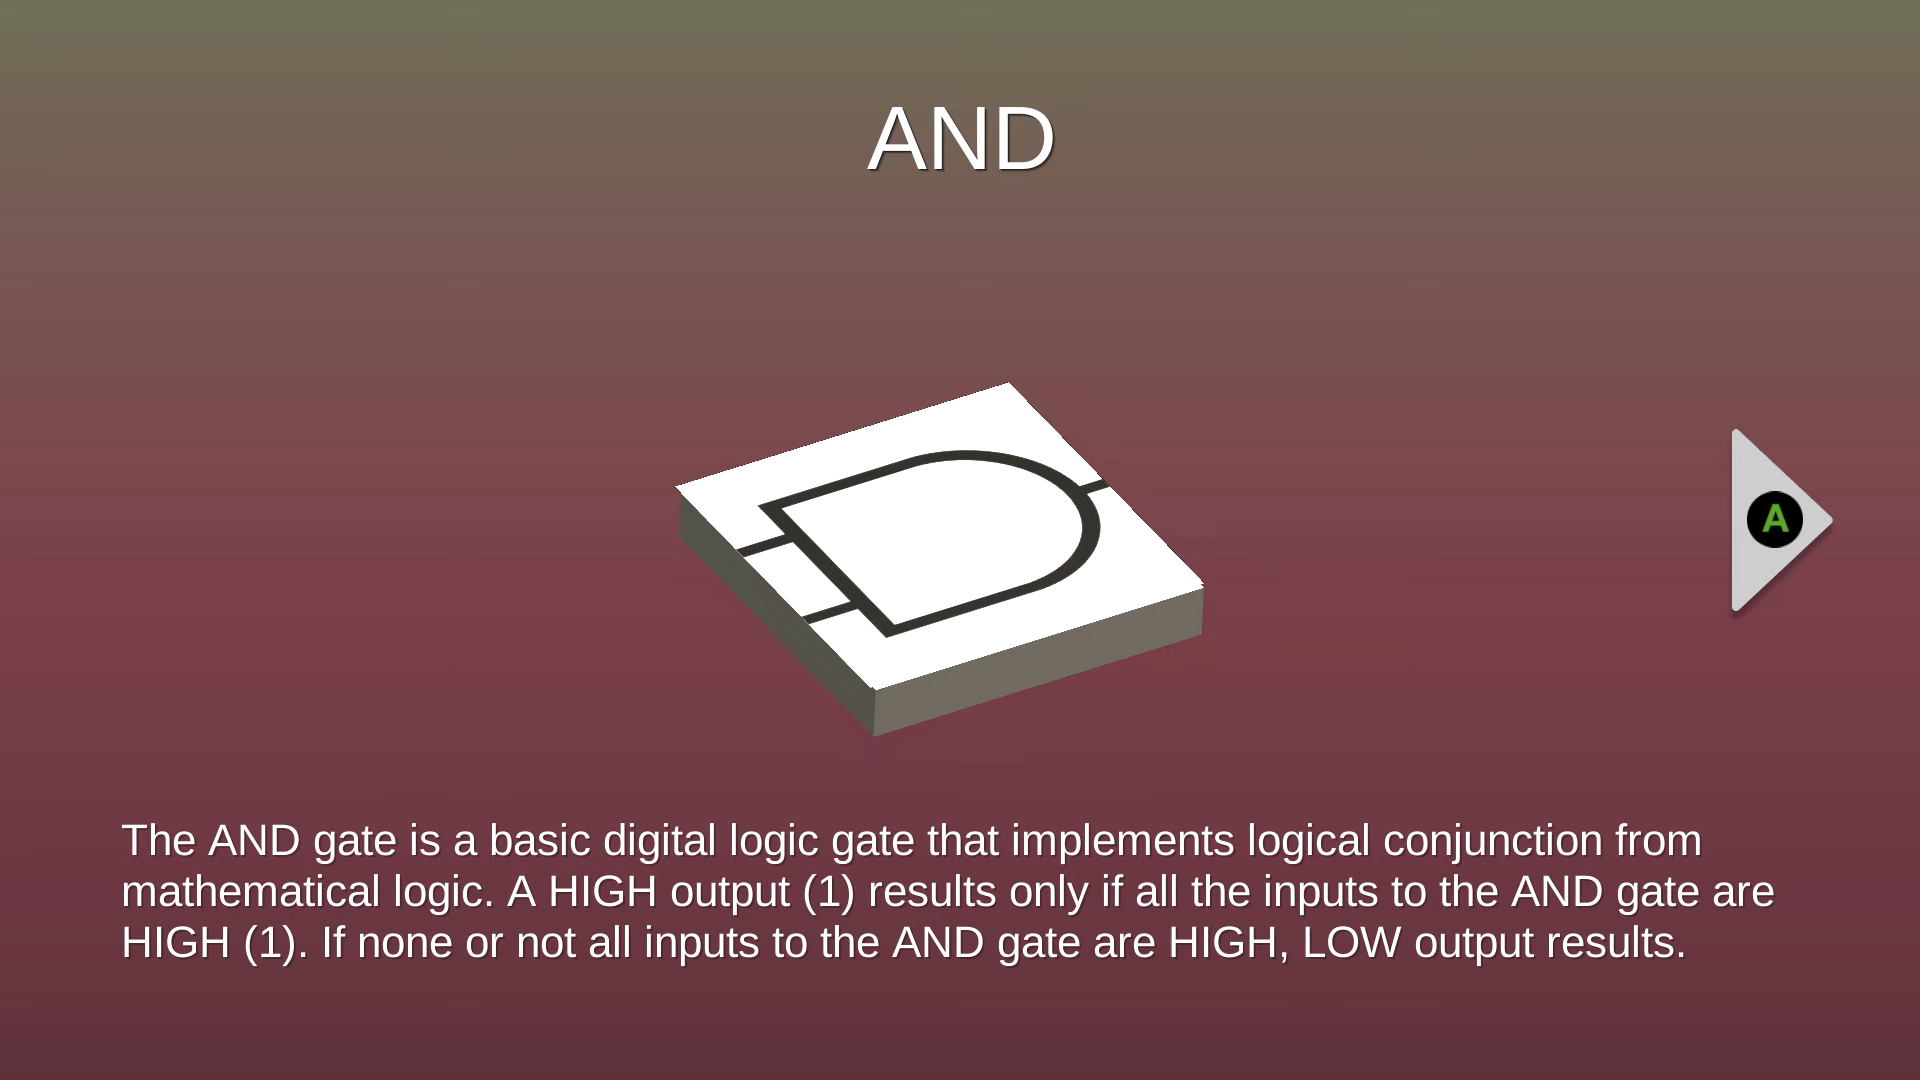 AND
A
The AND gate is a basic digital logic gate that implements logical conjunction from
mathematical logic. A HIGH output (1) results only if all the inputs to the AND gate are
HIGH (1). If none or not all inputs to the AND gate are HIGH, LOW output results.